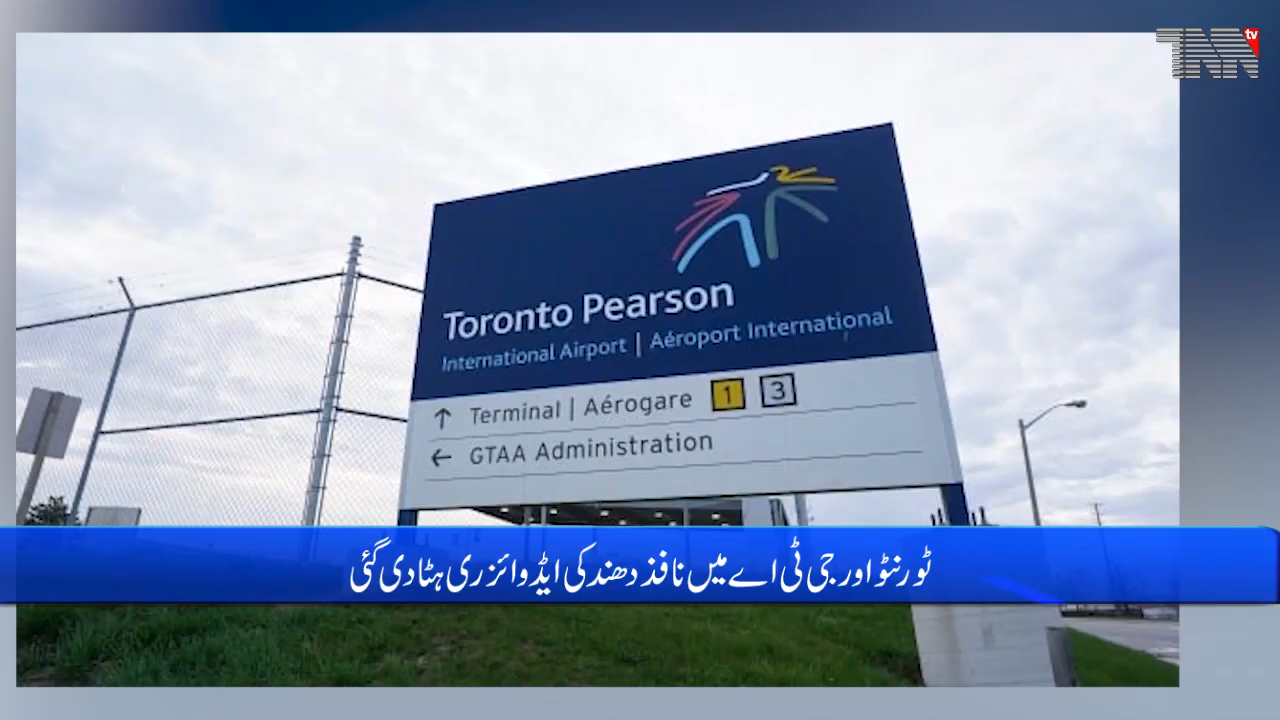 TNN tv
Toronto Pearson
International Airport | Aéroport International
↑ Terminal | Aérogare 1 3
← GTAA Administration
ٹورنٹو اور جی ٹی اے میں نافذ دھند کی ایڈوائزری ہٹا دی گئی